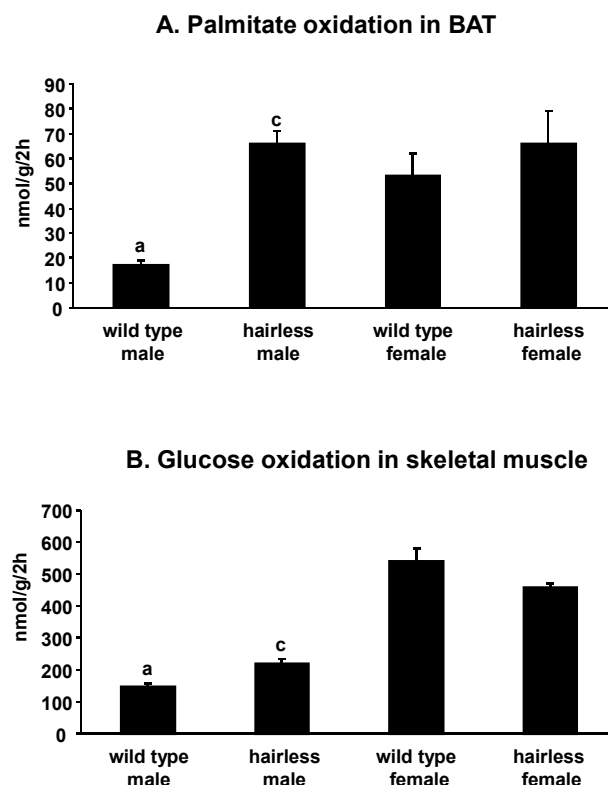 A. Palmitate oxidation in BAT
nmol/g/2h
90
80
70
60
50
40
30
20
10
0
a
c
wild type
male
hairless
male
wild type
female
hairless
female
B. Glucose oxidation in skeletal muscle
nmol/g/2h
700
600
500
400
300
200
100
0
a
c
wild type
male
hairless
male
wild type
female
hairless
female